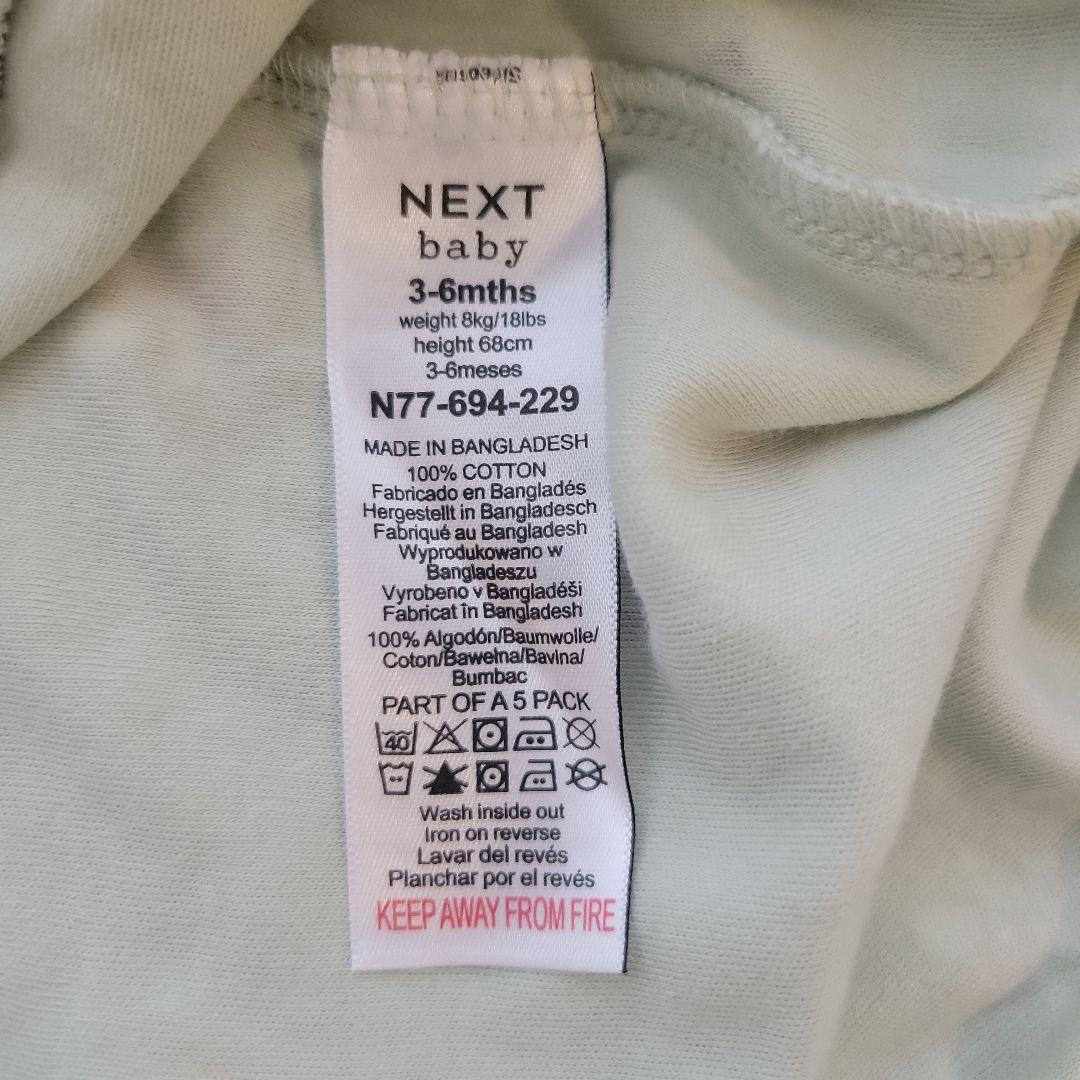 NEXT
baby
3-6mths
weight 8kg/18lbs
height 68cm
3-6meses
N77-694-229
MADE IN BANGLADESH
100% COTTON
Fabricado en Bangladés
Hergestellt in Bangladesch
Fabriqué au Bangladesh
Wyprodukowano w
Bangladeszu
Vyrobeno v Bangladéši
Fabricat în Bangladesh
100% Algodón/Baumwolle/
Coton/Bawełna/Bavlna/
Bumbac
PART OF A 5 PACK
40
Wash inside out
Iron on reverse
Lavar del revés
Planchar por el revés
KEEP AWAY FROM FIRE